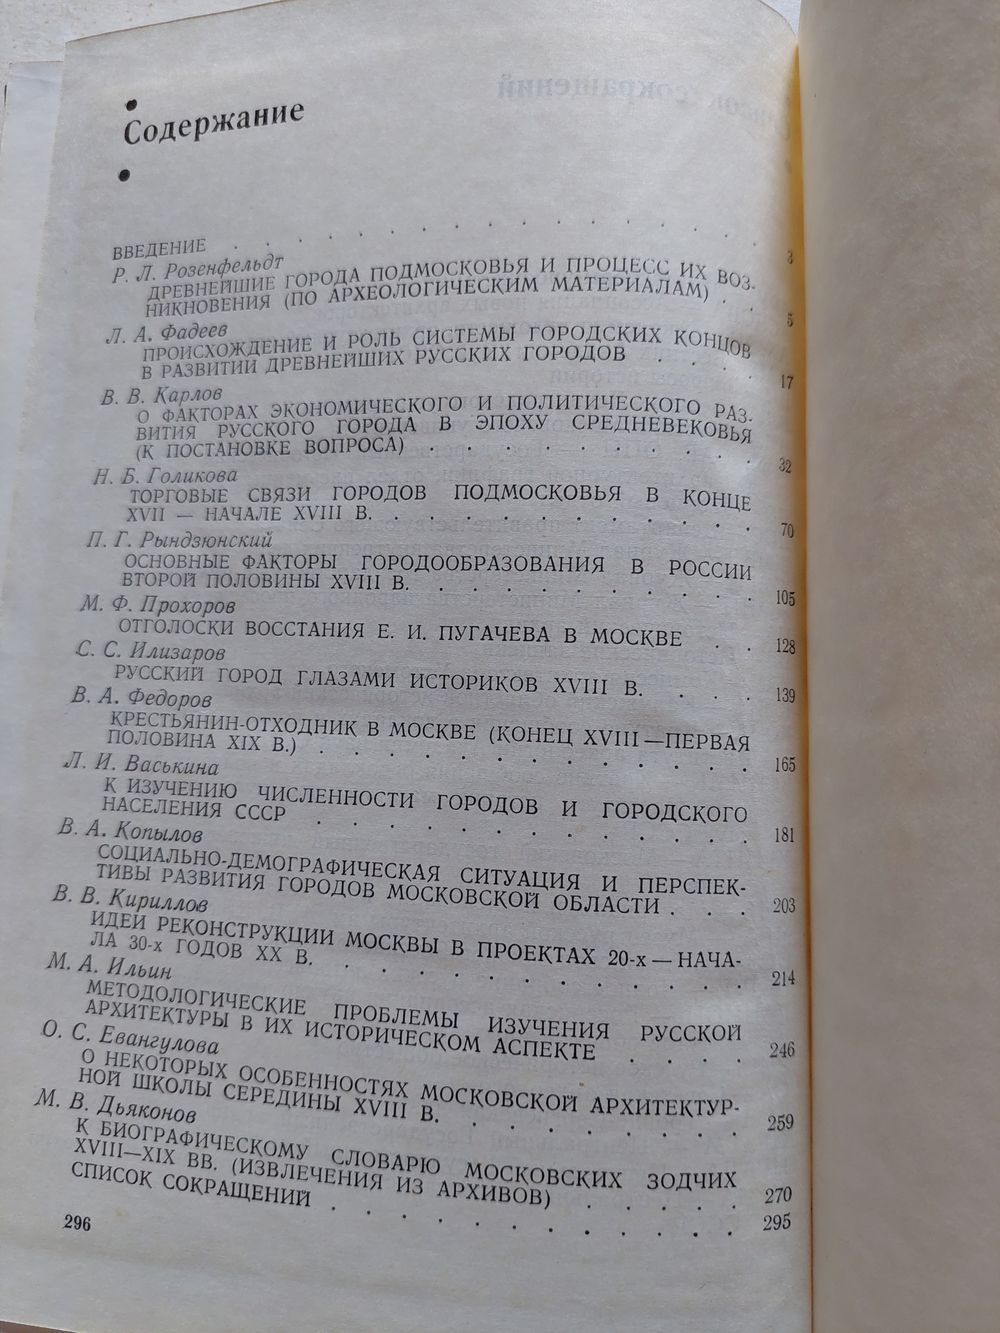 Содержание
ВВЕДЕНИЕ . . . . . . . . . . . . . . 3
Р. Л. Розенфельдт
ДРЕВНЕЙШИЕ ГОРОДА ПОДМОСКОВЬЯ И ПРОЦЕСС ИХ ВОЗ-
НИКНОВЕНИЯ (ПО АРХЕОЛОГИЧЕСКИМ МАТЕРИАЛАМ) . . 5
Л. А. Фадеев
ПРОИСХОЖДЕНИЕ И РОЛЬ СИСТЕМЫ ГОРОДСКИХ КОНЦОВ
В РАЗВИТИИ ДРЕВНЕЙШИХ РУССКИХ ГОРОДОВ . . . . 17
В. В. Карлов
О ФАКТОРАХ ЭКОНОМИЧЕСКОГО И ПОЛИТИЧЕСКОГО РАЗ-
ВИТИЯ РУССКОГО ГОРОДА В ЭПОХУ СРЕДНЕВЕКОВЬЯ
(К ПОСТАНОВКЕ ВОПРОСА) . . . . . . . . . 32
Н. Б. Голикова
ТОРГОВЫЕ СВЯЗИ ГОРОДОВ ПОДМОСКОВЬЯ В КОНЦЕ
XVII — НАЧАЛЕ XVIII В. . . . . . . . . . . 70
П. Г. Рындзюнский
ОСНОВНЫЕ ФАКТОРЫ ГОРОДООБРАЗОВАНИЯ В РОССИИ
ВТОРОЙ ПОЛОВИНЫ XVIII В. . . . . . . . . . 105
М. Ф. Прохоров
ОТГОЛОСКИ ВОССТАНИЯ Е. И. ПУГАЧЕВА В МОСКВЕ . . 128
С. С. Илизаров
РУССКИЙ ГОРОД ГЛАЗАМИ ИСТОРИКОВ XVIII В. . . . 139
В. А. Федоров
КРЕСТЬЯНИН-ОТХОДНИК В МОСКВЕ (КОНЕЦ XVIII — ПЕРВАЯ
ПОЛОВИНА XIX В.) . . . . . . . . . . . . 165
Л. И. Васькина
К ИЗУЧЕНИЮ ЧИСЛЕННОСТИ ГОРОДОВ И ГОРОДСКОГО
НАСЕЛЕНИЯ СССР . . . . . . . . . . . . 181
В. А. Копылов
СОЦИАЛЬНО-ДЕМОГРАФИЧЕСКАЯ СИТУАЦИЯ И ПЕРСПЕК-
ТИВЫ РАЗВИТИЯ ГОРОДОВ МОСКОВСКОЙ ОБЛАСТИ . . . 203
В. В. Кириллов
ИДЕИ РЕКОНСТРУКЦИИ МОСКВЫ В ПРОЕКТАХ 20-х — НАЧА-
ЛА 30-х ГОДОВ XX В. . . . . . . . . . . . 214
М. А. Ильин
МЕТОДОЛОГИЧЕСКИЕ ПРОБЛЕМЫ ИЗУЧЕНИЯ РУССКОЙ
АРХИТЕКТУРЫ В ИХ ИСТОРИЧЕСКОМ АСПЕКТЕ . . . . 246
О. С. Евангулова
О НЕКОТОРЫХ ОСОБЕННОСТЯХ МОСКОВСКОЙ АРХИТЕКТУР-
НОЙ ШКОЛЫ СЕРЕДИНЫ XVIII В. . . . . . . . . 259
М. В. Дьяконов
К БИОГРАФИЧЕСКОМУ СЛОВАРЮ МОСКОВСКИХ ЗОДЧИХ
XVIII—XIX ВВ. (ИЗВЛЕЧЕНИЯ ИЗ АРХИВОВ) . . . . . 270
СПИСОК СОКРАЩЕНИЙ . . . . . . . . . . . 295
296